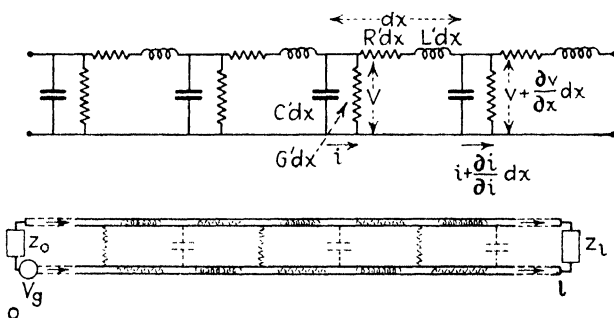 dx
R'dx L'dx
V
V + ∂v/∂x dx
C'dx
G'dx
i
i + ∂i/∂i dx
Z₀
Vg
Zl
o
l